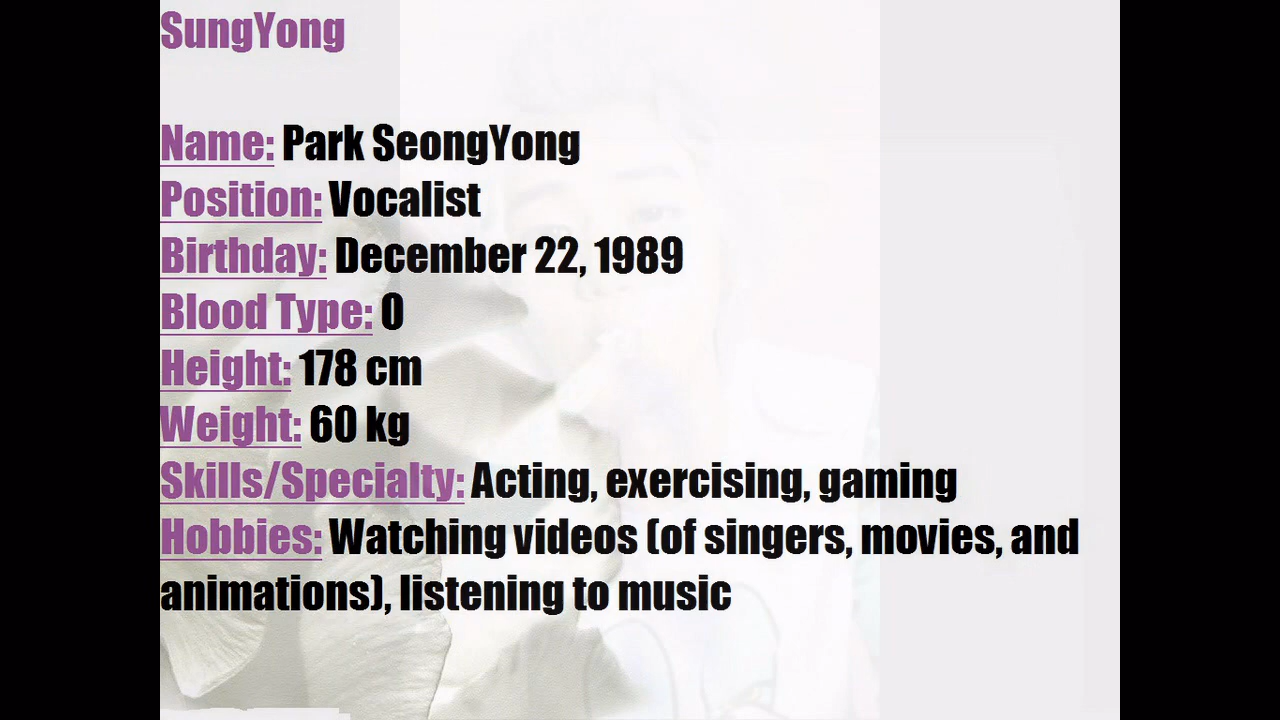 SungYong
Name: Park SeongYong
Position: Vocalist
Birthday: December 22, 1989
Blood Type: O
Height: 178 cm
Weight: 60 kg
Skills/Specialty: Acting, exercising, gaming
Hobbies: Watching videos (of singers, movies, and
animations), listening to music